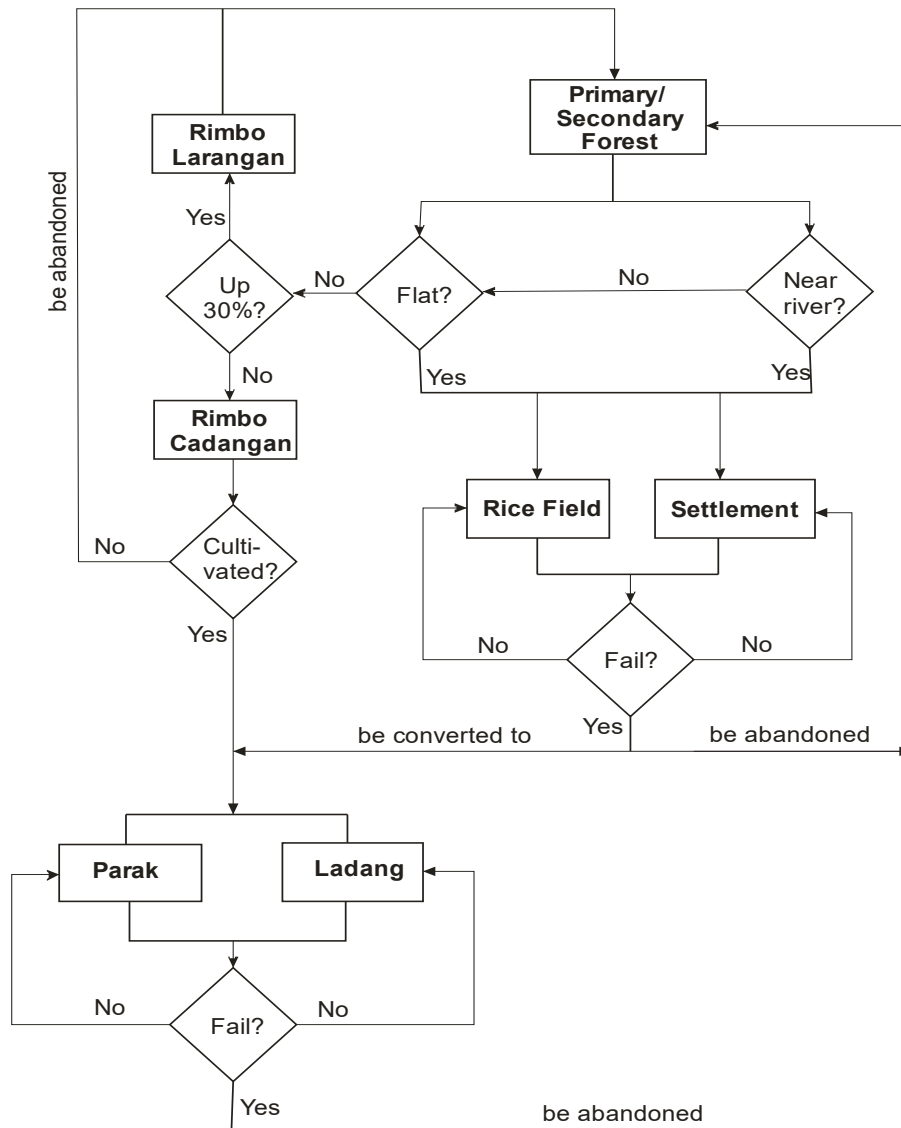 Primary/
Secondary
Forest
Rimbo
Larangan
be abandoned
Yes
Up
30%?
No
Flat?
No
Near
river?
No
Yes
Yes
Rimbo
Cadangan
Rice Field
Settlement
No
Culti-
vated?
Yes
No
Fail?
No
Yes
be converted to
be abandoned
Parak
Ladang
No
Fail?
No
Yes
be abandoned